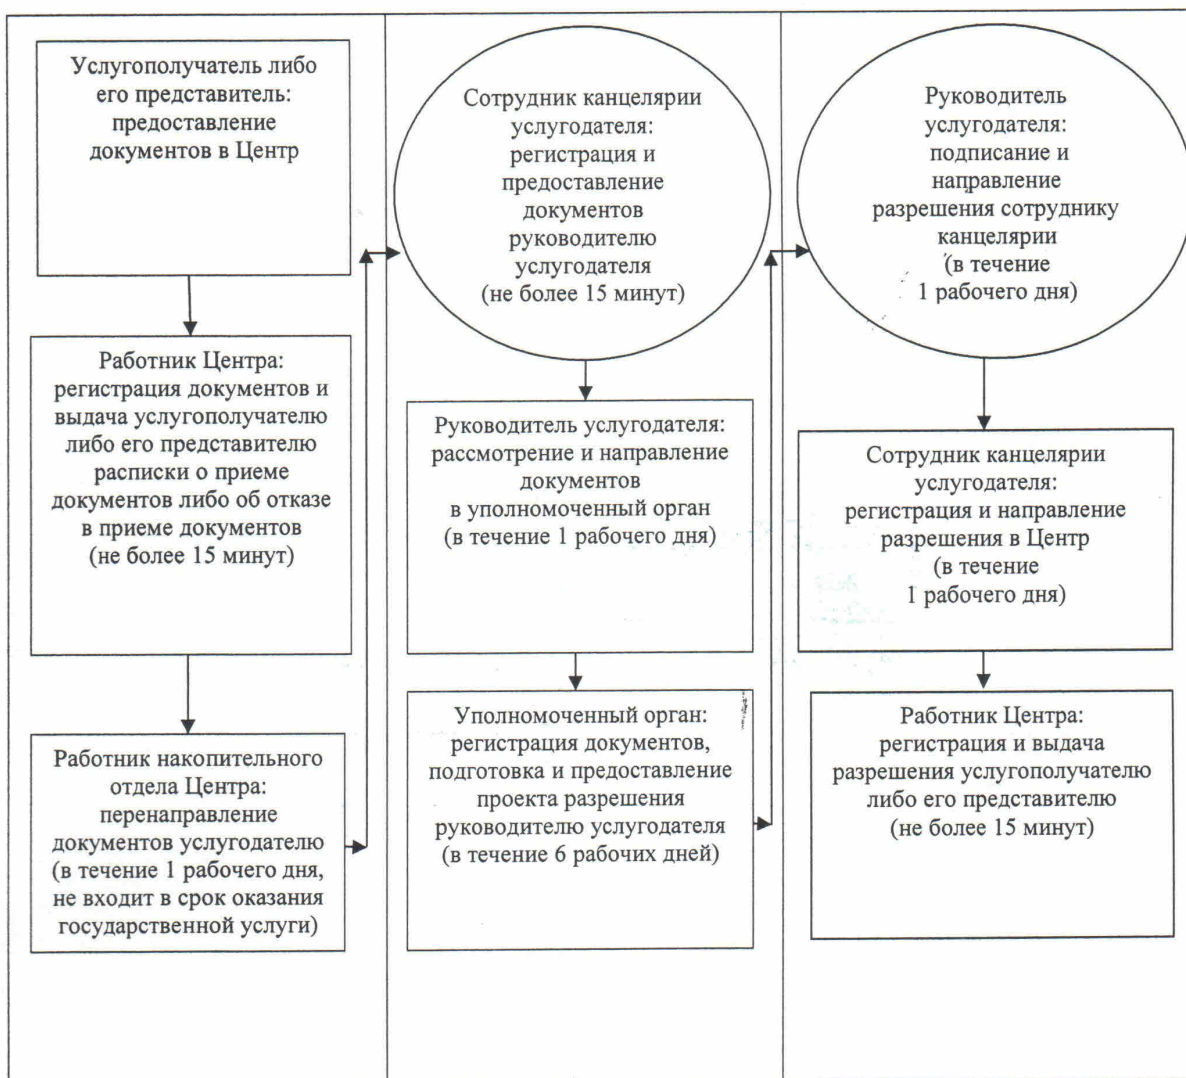 Услугополучатель либо
его представитель:
предоставление
документов в Центр
Работник Центра:
регистрация документов и
выдача услугополучателю
либо его представителю
расписки о приеме
документов либо об отказе
в приеме документов
(не более 15 минут)
Работник накопительного
отдела Центра:
перенаправление
документов услугодателю
(в течение 1 рабочего дня,
не входит в срок оказания
государственной услуги)
Сотрудник канцелярии
услугодателя:
регистрация и
предоставление
документов
руководителю
услугодателя
(не более 15 минут)
Руководитель услугодателя:
рассмотрение и направление
документов
в уполномоченный орган
(в течение 1 рабочего дня)
Уполномоченный орган:
регистрация документов,
подготовка и предоставление
проекта разрешения
руководителю услугодателя
(в течение 6 рабочих дней)
Руководитель
услугодателя:
подписание и
направление
разрешения сотруднику
канцелярии
(в течение
1 рабочего дня)
Сотрудник канцелярии
услугодателя:
регистрация и направление
разрешения в Центр
(в течение
1 рабочего дня)
Работник Центра:
регистрация и выдача
разрешения услугополучателю
либо его представителю
(не более 15 минут)